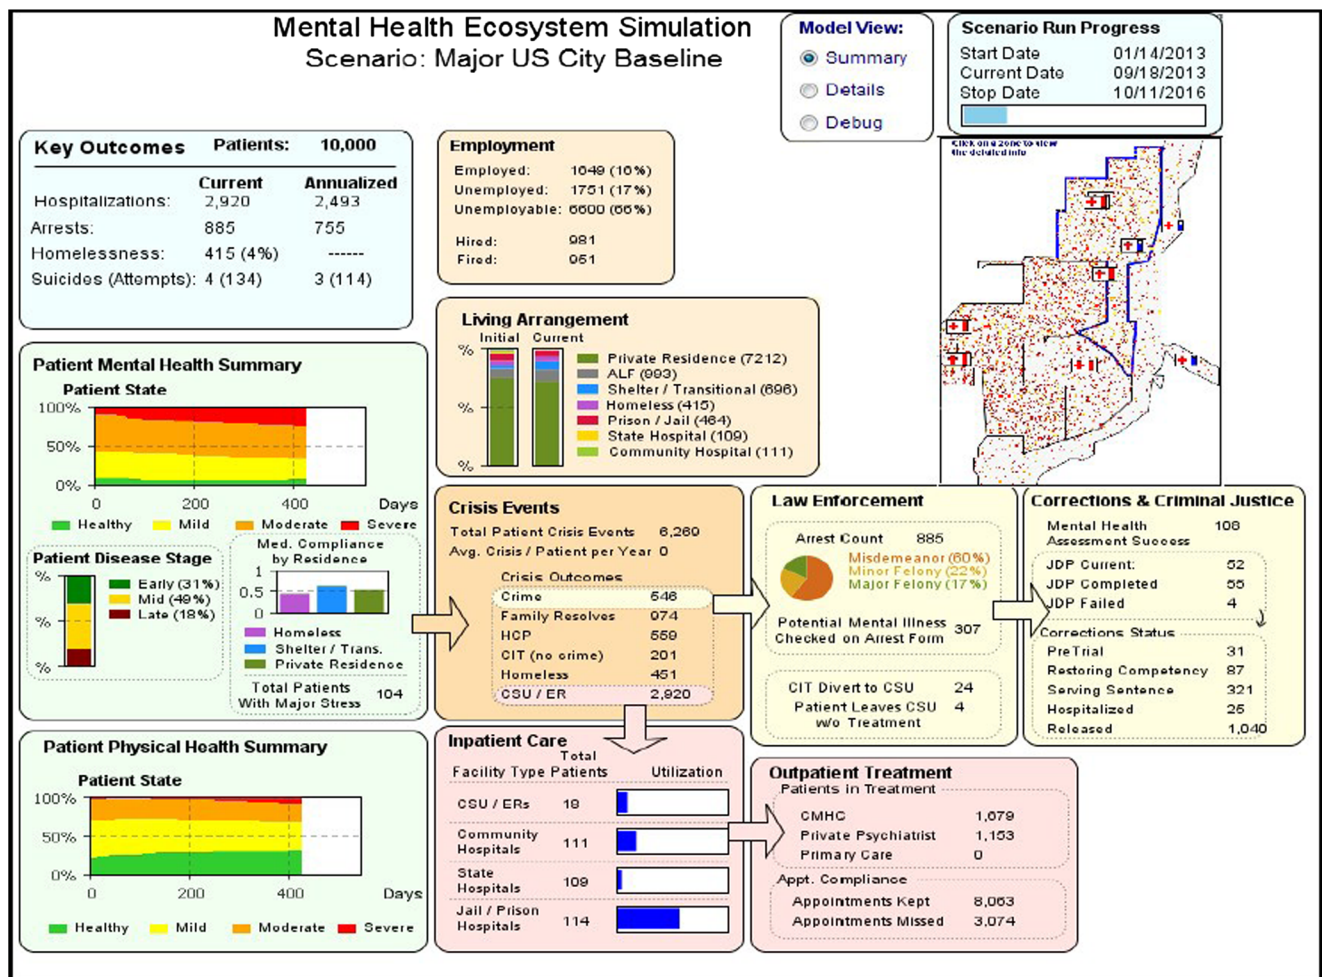 Mental Health Ecosystem Simulation
Scenario: Major US City Baseline
Model View:
Summary
Details
Debug
Scenario Run Progress
Start Date 01/14/2013
Current Date 09/18/2013
Stop Date 10/11/2016
Key Outcomes Patients: 10,000
Current Annualized
Hospitalizations: 2,920 2,493
Arrests: 885 755
Homelessness: 415 (4%) ------
Suicides (Attempts): 4 (134) 3 (114)
Employment
Employed: 1649 (16%)
Unemployed: 1751 (17%)
Unemployable: 6600 (66%)
Hired: 981
Fired: 951
Click on a zone to view
the detailed info
Living Arrangement
Initial Current
%
%
%
Private Residence (7212)
ALF (993)
Shelter / Transitional (696)
Homeless (415)
Prison / Jail (464)
State Hospital (109)
Community Hospital (111)
Patient Mental Health Summary
Patient State
100%
50%
0%
0 200 400 Days
Healthy Mild Moderate Severe
Patient Disease Stage
%
%
%
Early (31%)
Mid (49%)
Late (18%)
Med. Compliance
by Residence
1
0.5
0
Homeless
Shelter / Trans.
Private Residence
Total Patients
With Major Stress 104
Crisis Events
Total Patient Crisis Events 6,269
Avg. Crisis / Patient per Year 0
Crisis Outcomes
Crime 546
Family Resolves 974
HCP 559
CIT (no crime) 201
Homeless 451
CSU / ER 2,920
Law Enforcement
Arrest Count 885
Misdemeanor (60%)
Minor Felony (22%)
Major Felony (17%)
Potential Mental Illness
Checked on Arrest Form 307
CIT Divert to CSU 24
Patient Leaves CSU 4
w/o Treatment
Corrections & Criminal Justice
Mental Health 108
Assessment Success
JDP Current: 52
JDP Completed 55
JDP Failed 4
Corrections Status
PreTrial 31
Restoring Competency 87
Serving Sentence 321
Hospitalized 25
Released 1,040
Patient Physical Health Summary
Patient State
100%
50%
0%
0 200 400 Days
Healthy Mild Moderate Severe
Inpatient Care
Facility Type Total Patients Utilization
CSU / ERs 19
Community
Hospitals 111
State
Hospitals 109
Jail / Prison
Hospitals 114
Outpatient Treatment
Patients in Treatment
CMHC 1,679
Private Psychiatrist 1,153
Primary Care 0
Appt. Compliance
Appointments Kept 8,063
Appointments Missed 3,074